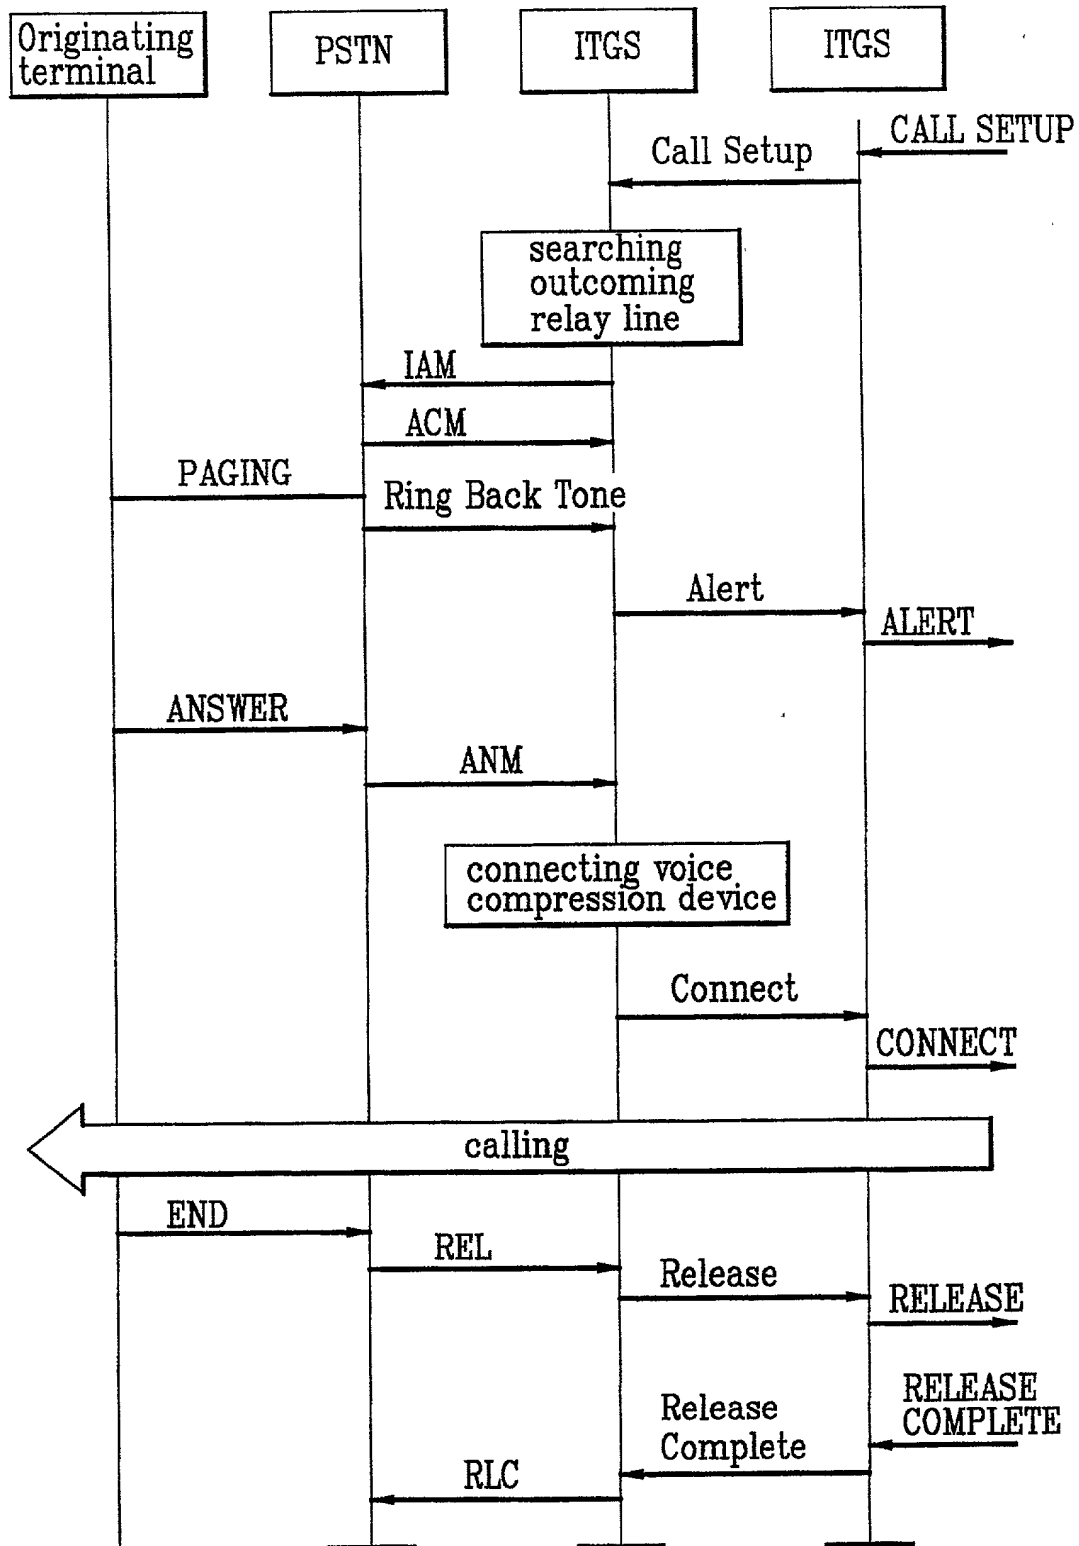 Originating
terminal
PSTN
ITGS
ITGS
CALL SETUP
Call Setup
searching
outcoming
relay line
IAM
ACM
PAGING
Ring Back Tone
Alert
ALERT
ANSWER
ANM
connecting voice
compression device
Connect
CONNECT
calling
END
REL
Release
RELEASE
RELEASE
COMPLETE
Release
Complete
RLC